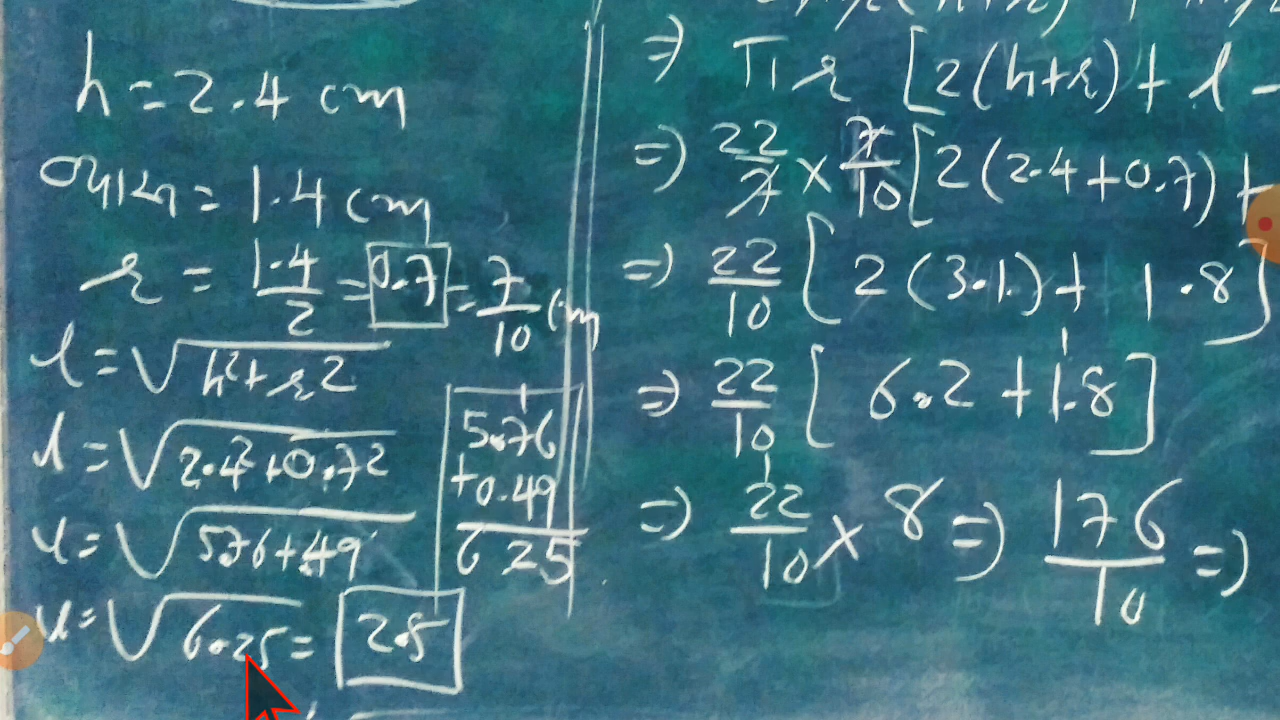 h = 2.4 cm
= 1.4 cm
r = 1.4/2 = 0.7 = 7/10 cm
l = √h²+r²
l = √2.4²+0.7²
l = √5.76+.49
l = √6.25 = 2.5
5.76
+0.49
6 25
⇒ π r [2(h+r) + l -
⇒ 22/7 × 7/10 [2(2.4+0.7) +
⇒ 22/10 [2(3.1) + 1.8]
⇒ 22/10 [6.2 + 1.8]
⇒ 22/10 × 8 ⇒ 176/10 ⇒